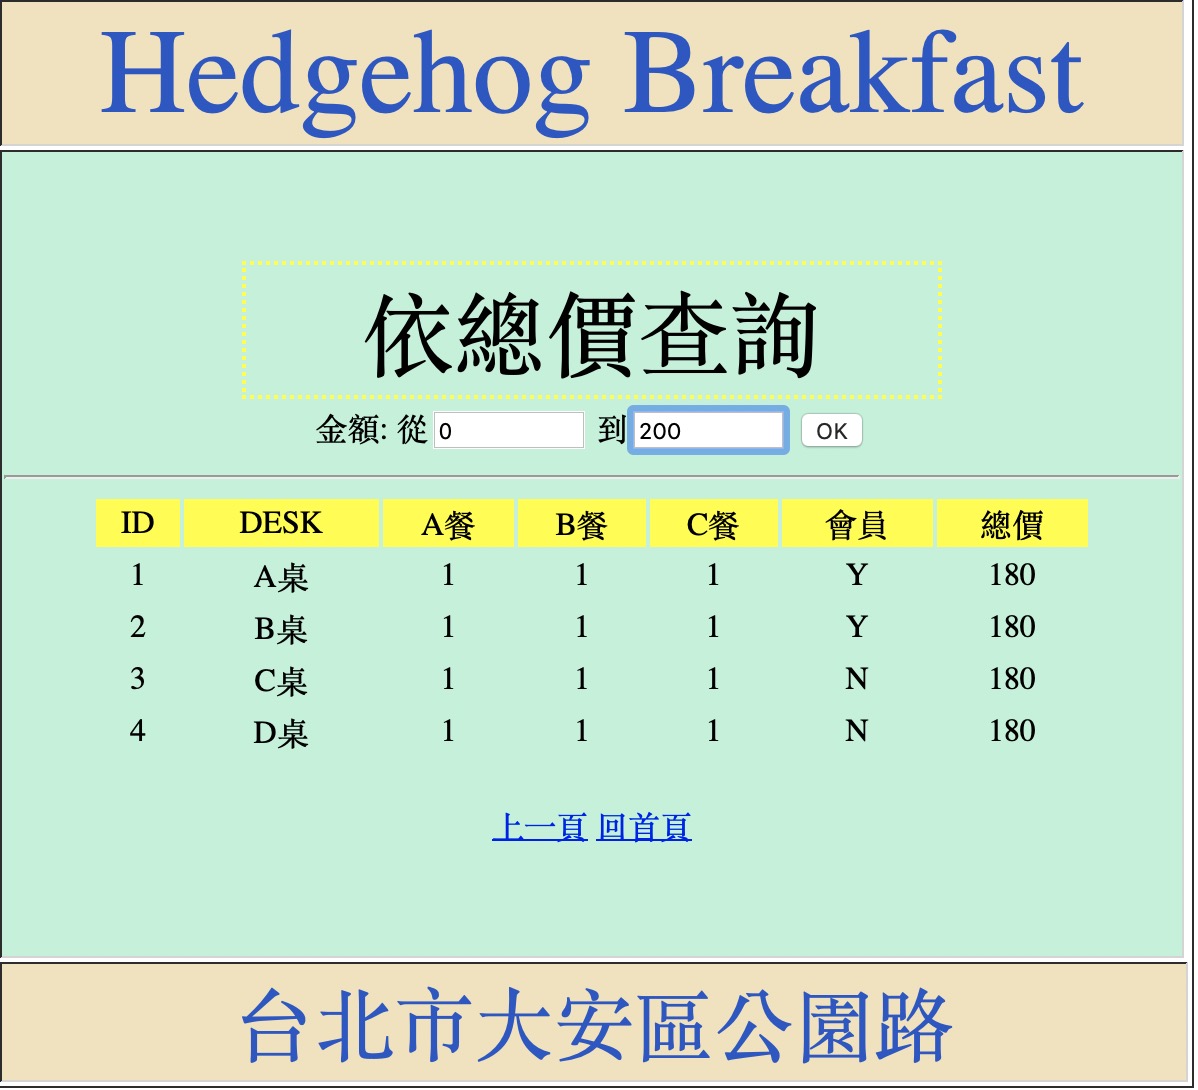 Hedgehog Breakfast
依總價查詢
金額: 從 0 到 200 OK
ID DESK A餐 B餐 C餐 會員 總價
1 A桌 1 1 1 Y 180
2 B桌 1 1 1 Y 180
3 C桌 1 1 1 N 180
4 D桌 1 1 1 N 180
上一頁 回首頁
台北市大安區公園路